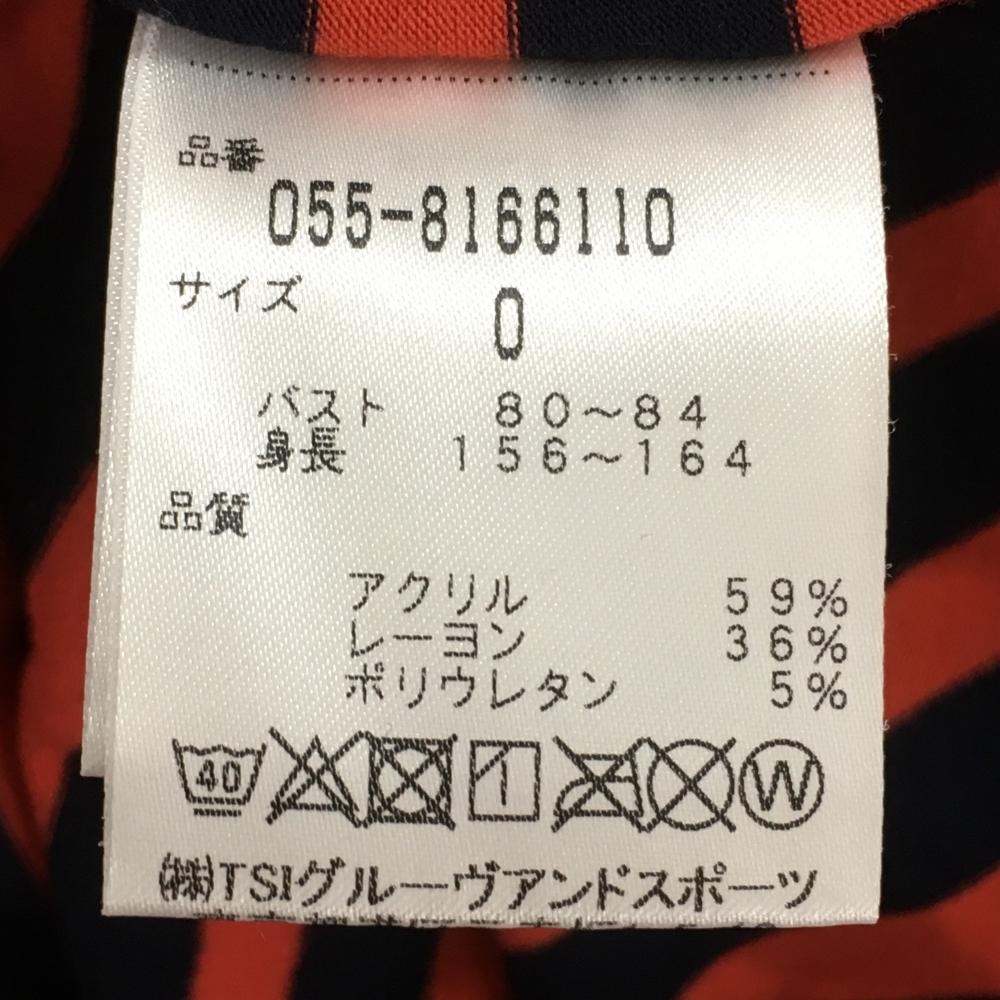 品番
055-8166110
サイズ
0
バスト 80～84
身長 156～164
品質
アクリル 59%
レーヨン 36%
ポリウレタン 5%
40 W
㈱TSIグルーヴアンドスポーツ